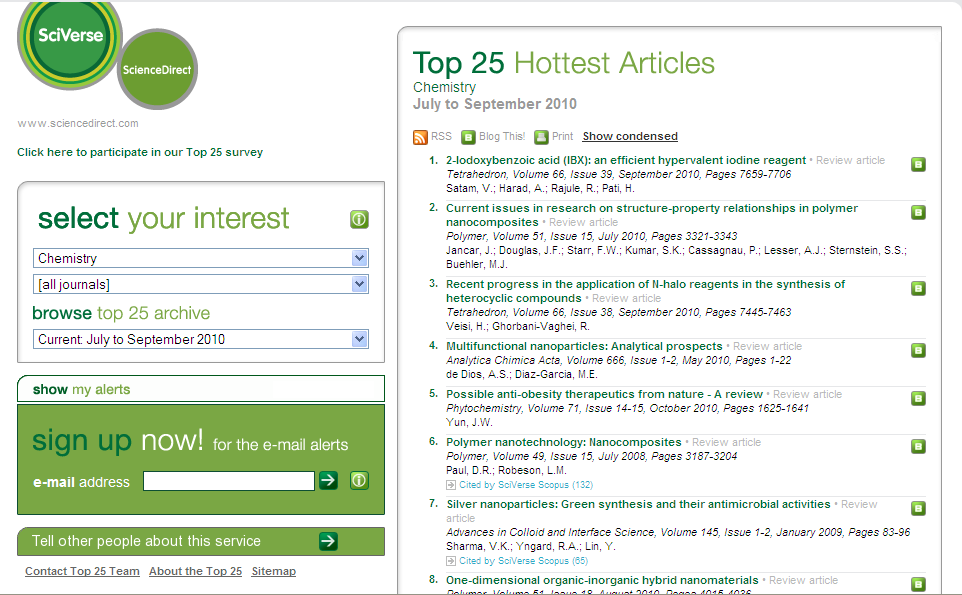 SciVerse
ScienceDirect
www.sciencedirect.com
Click here to participate in our Top 25 survey
select your interest
Chemistry
[all journals]
browse top 25 archive
Current: July to September 2010
show my alerts
sign up now! for the e-mail alerts
e-mail address
Tell other people about this service
Contact Top 25 Team About the Top 25 Sitemap
Top 25 Hottest Articles
Chemistry
July to September 2010
RSS Blog This! Print Show condensed
1. 2-Iodoxybenzoic acid (IBX): an efficient hypervalent iodine reagent • Review article
Tetrahedron, Volume 66, Issue 39, September 2010, Pages 7659-7706
Satam, V.; Harad, A.; Rajule, R.; Pati, H.
2. Current issues in research on structure-property relationships in polymer
nanocomposites • Review article
Polymer, Volume 51, Issue 15, July 2010, Pages 3321-3343
Jancar, J.; Douglas, J.F.; Starr, F.W.; Kumar, S.K.; Cassagnau, P.; Lesser, A.J.; Sternstein, S.S.;
Buehler, M.J.
3. Recent progress in the application of N-halo reagents in the synthesis of
heterocyclic compounds • Review article
Tetrahedron, Volume 66, Issue 38, September 2010, Pages 7445-7463
Veisi, H.; Ghorbani-Vaghei, R.
4. Multifunctional nanoparticles: Analytical prospects • Review article
Analytica Chimica Acta, Volume 666, Issue 1-2, May 2010, Pages 1-22
de Dios, A.S.; Diaz-Garcia, M.E.
5. Possible anti-obesity therapeutics from nature - A review • Review article
Phytochemistry, Volume 71, Issue 14-15, October 2010, Pages 1625-1641
Yun, J.W.
6. Polymer nanotechnology: Nanocomposites • Review article
Polymer, Volume 49, Issue 15, July 2008, Pages 3187-3204
Paul, D.R.; Robeson, L.M.
Cited by SciVerse Scopus (132)
7. Silver nanoparticles: Green synthesis and their antimicrobial activities • Review
article
Advances in Colloid and Interface Science, Volume 145, Issue 1-2, January 2009, Pages 83-96
Sharma, V.K.; Yngard, R.A.; Lin, Y.
Cited by SciVerse Scopus (65)
8. One-dimensional organic-inorganic hybrid nanomaterials • Review article
Polymer, Volume 51, Issue 18, August 2010, Pages 4015-4036